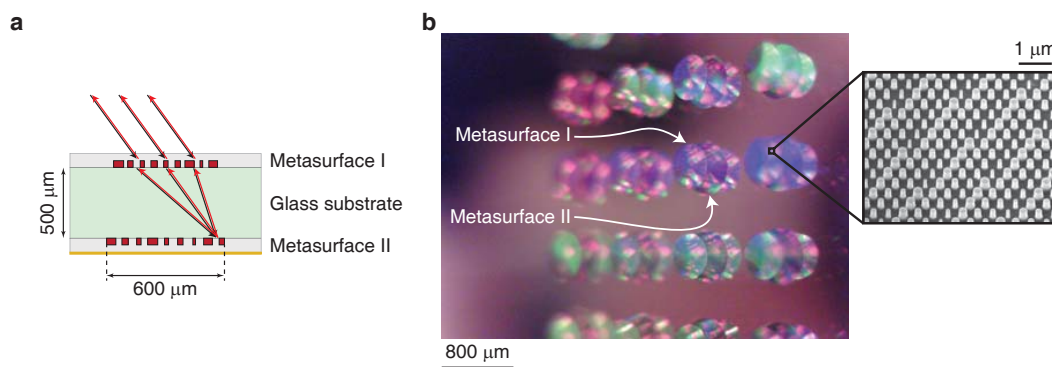 a
Metasurface I
500 μm
Glass substrate
Metasurface II
600 μm
b
Metasurface I
Metasurface II
800 μm
1 μm